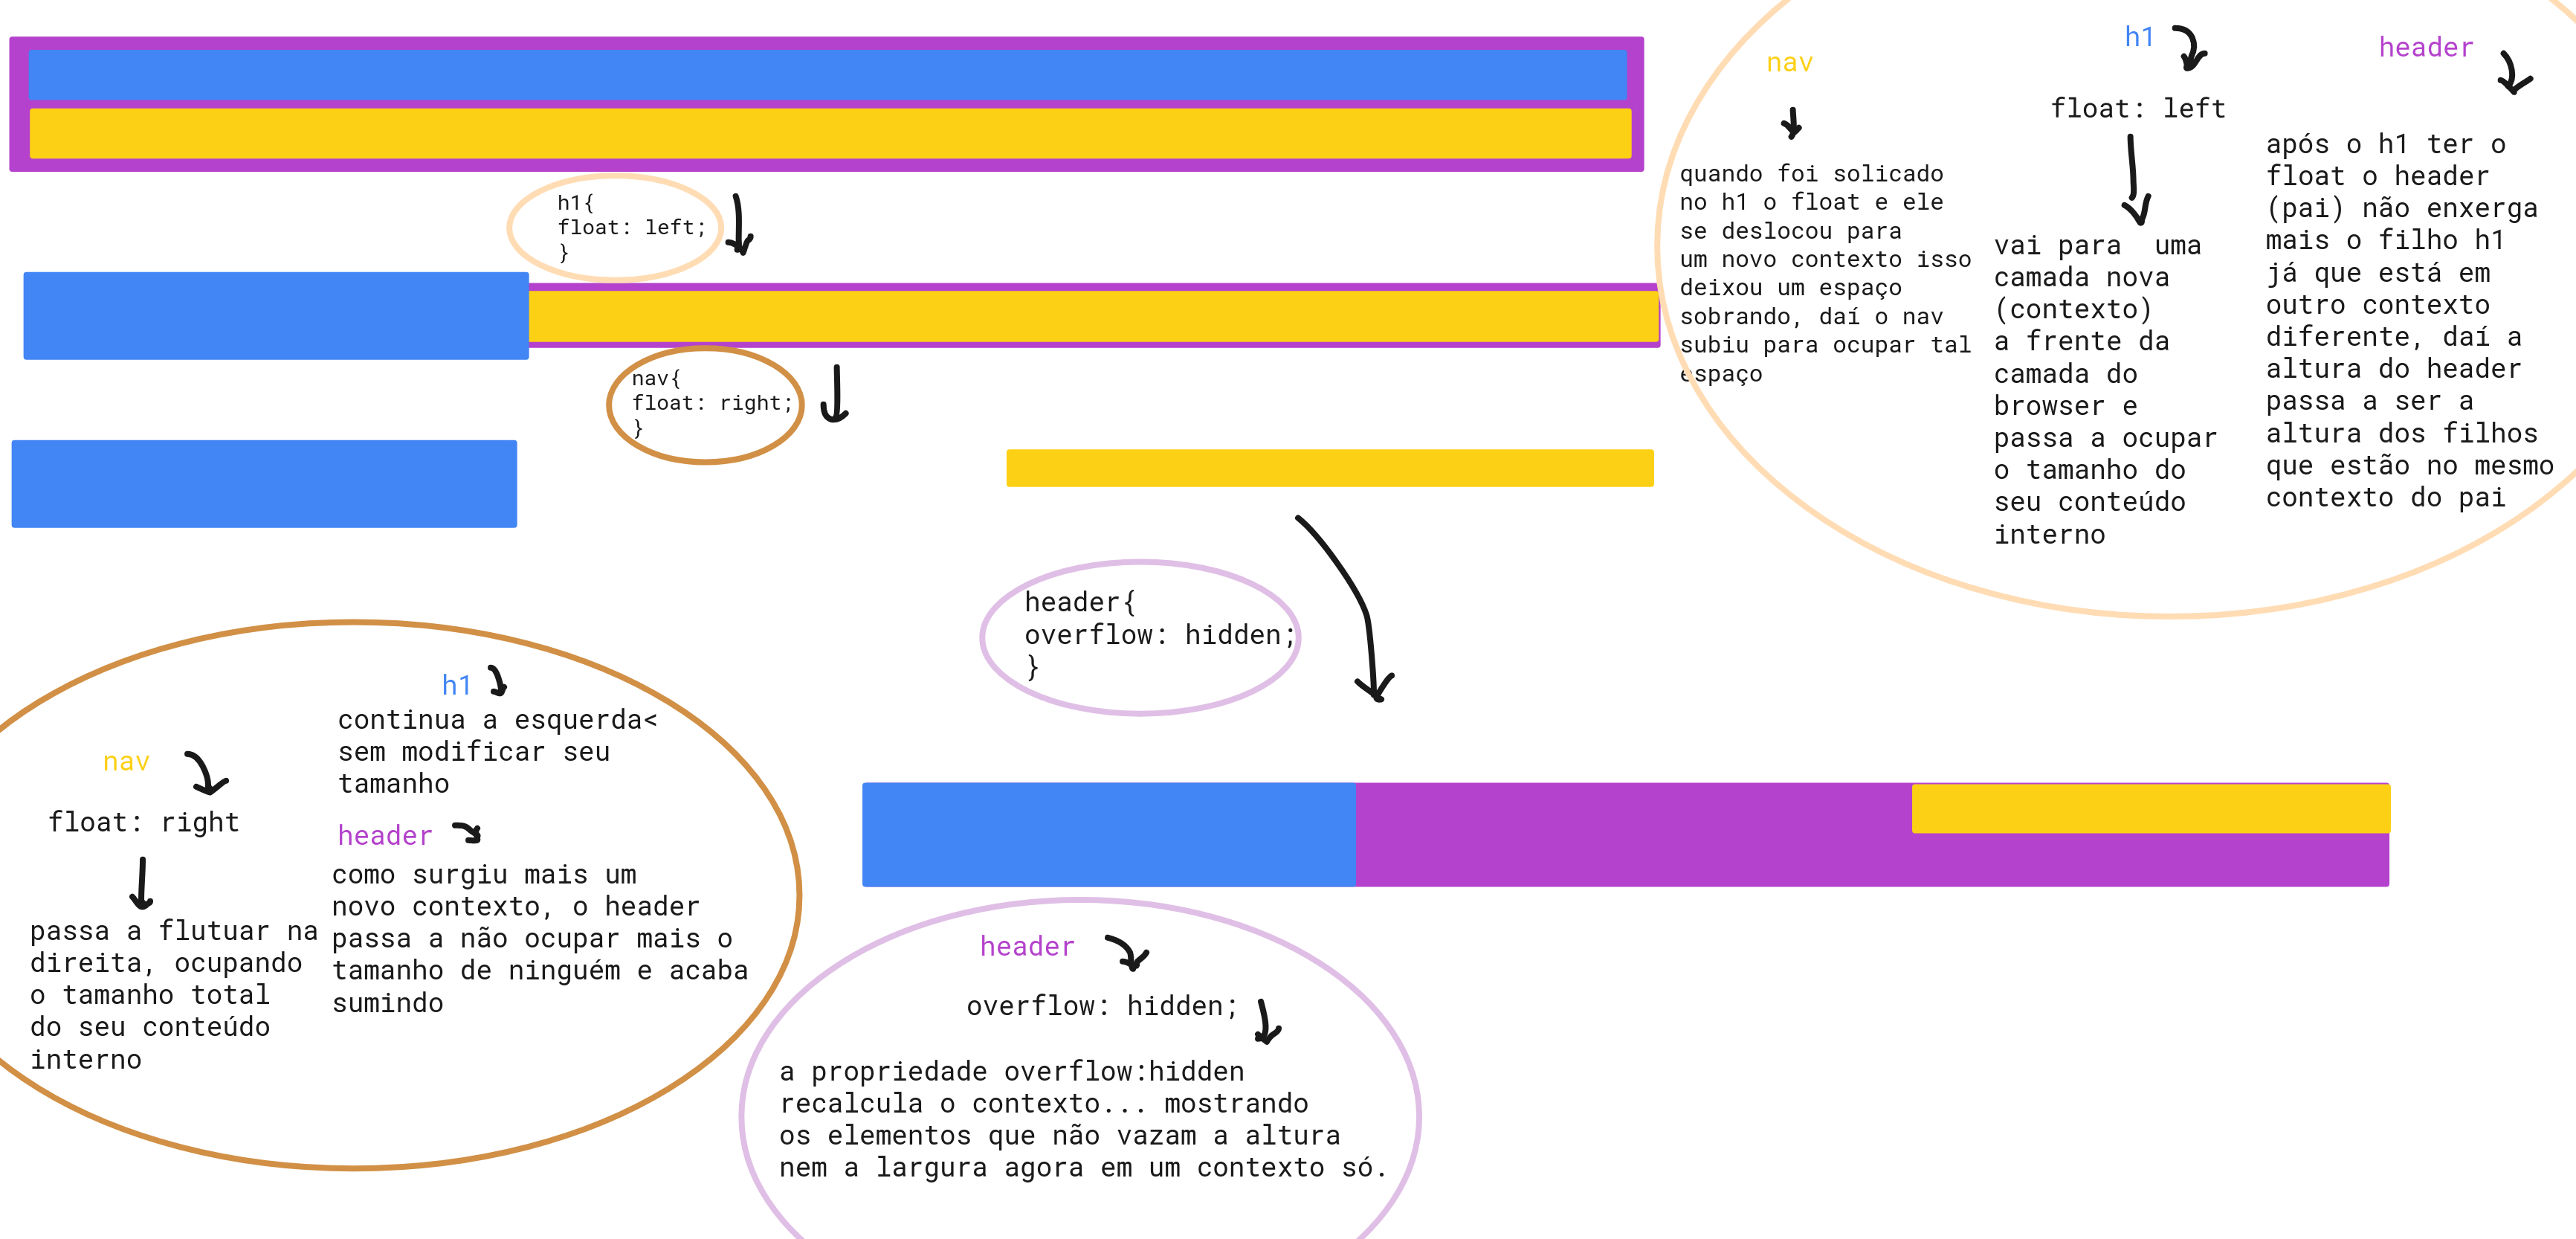 h1{
float: left;
}
nav{
float: right;
}
nav
quando foi solicado
no h1 o float e ele
se deslocou para
um novo contexto isso
deixou um espaço
sobrando, daí o nav
subiu para ocupar tal
espaço
h1
float: left
vai para  uma
camada nova
(contexto)
a frente da
camada do
browser e
passa a ocupar
o tamanho do
seu conteúdo
interno
header
após o h1 ter o
float o header
(pai) não enxerga
mais o filho h1
já que está em
outro contexto
diferente, daí a
altura do header
passa a ser a
altura dos filhos
que estão no mesmo
contexto do pai
header{
overflow: hidden;
}
nav
float: right
passa a flutuar na
direita, ocupando
o tamanho total
do seu conteúdo
interno
h1
continua a esquerda<
sem modificar seu
tamanho
header
como surgiu mais um
novo contexto, o header
passa a não ocupar mais o
tamanho de ninguém e acaba
sumindo
header
overflow: hidden;
a propriedade overflow:hidden
recalcula o contexto... mostrando
os elementos que não vazam a altura
nem a largura agora em um contexto só.